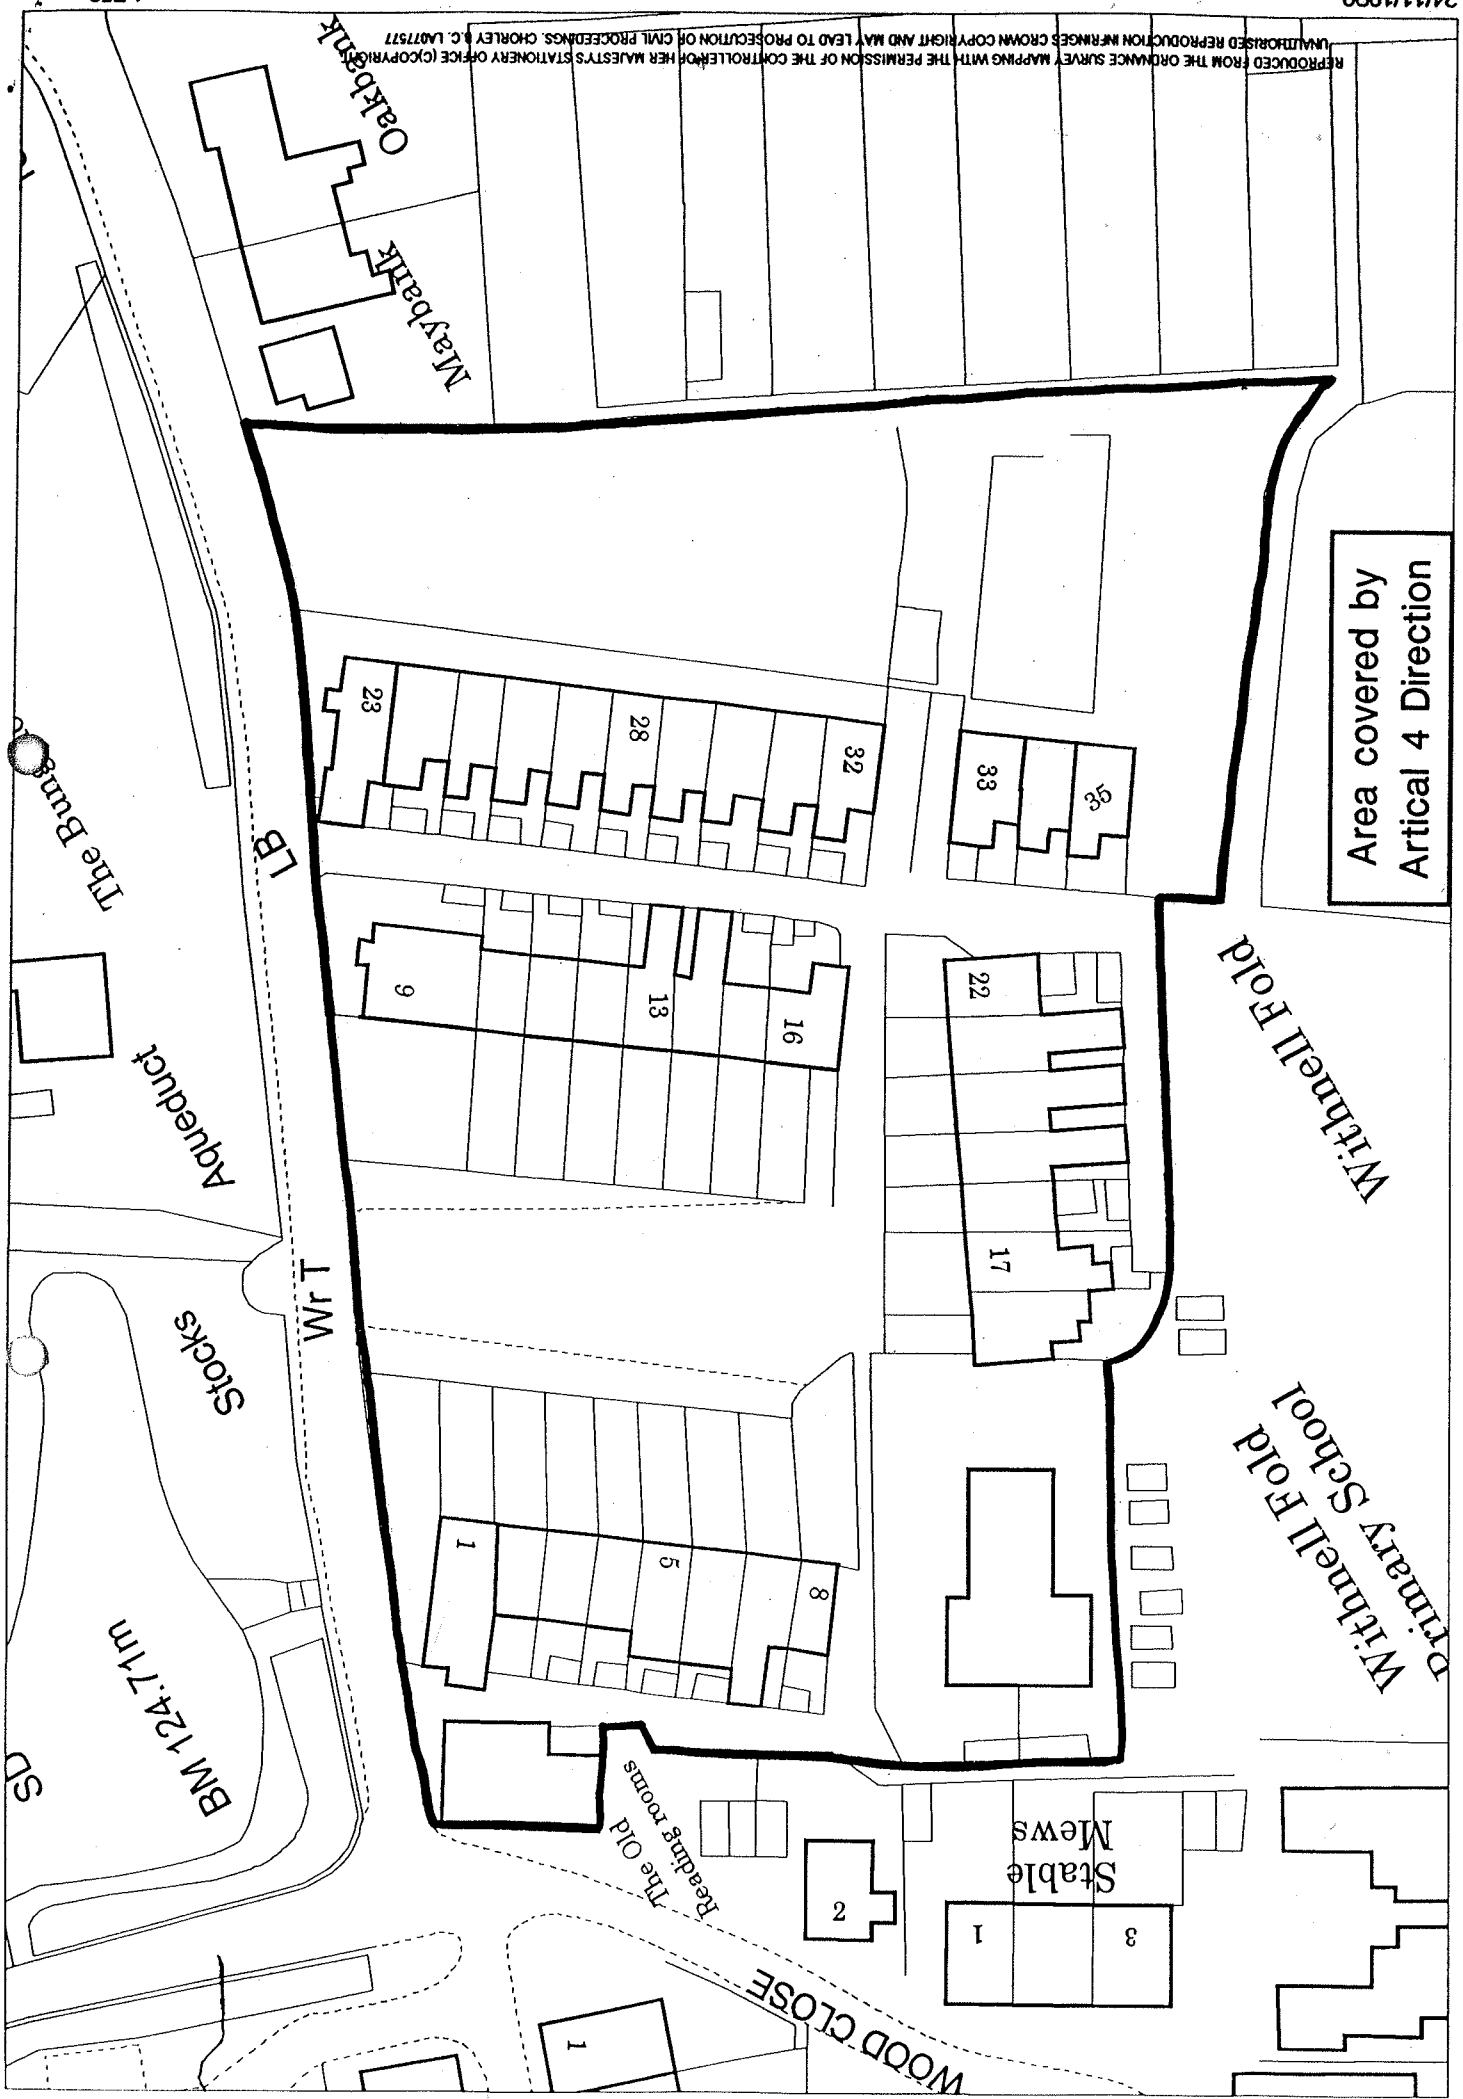 REPRODUCED FROM THE ORDNANCE SURVEY MAPPING WITH THE PERMISSION OF THE CONTROLLER OF HER MAJESTY'S STATIONERY OFFICE (C)COPYRIGHT
UNAUTHORISED REPRODUCTION INFRINGES CROWN COPYRIGHT AND MAY LEAD TO PROSECUTION OR CIVIL PROCEEDINGS. CHORLEY B.C. LA077577
Oakbank
Maybank
Area covered by
Artical 4 Direction
23
28
32
33
35
The Bung
LB
9
13
16
22
17
Withnell Fold
Aqueduct
Wr T
Stocks
Withnell Fold
Primary School
1
5
8
BM 124.71m
SD
The Old
Reading rooms
Stable
Mews
2
1
3
WOOD CLOSE
1